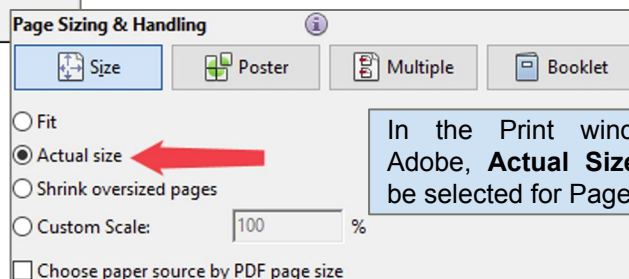 Page Sizing & Handling
Size Poster Multiple Booklet
Fit
Actual size
Shrink oversized pages
Custom Scale: 100 %
Choose paper source by PDF page size
In the Print
Adobe, Actual Size
be selected for Page